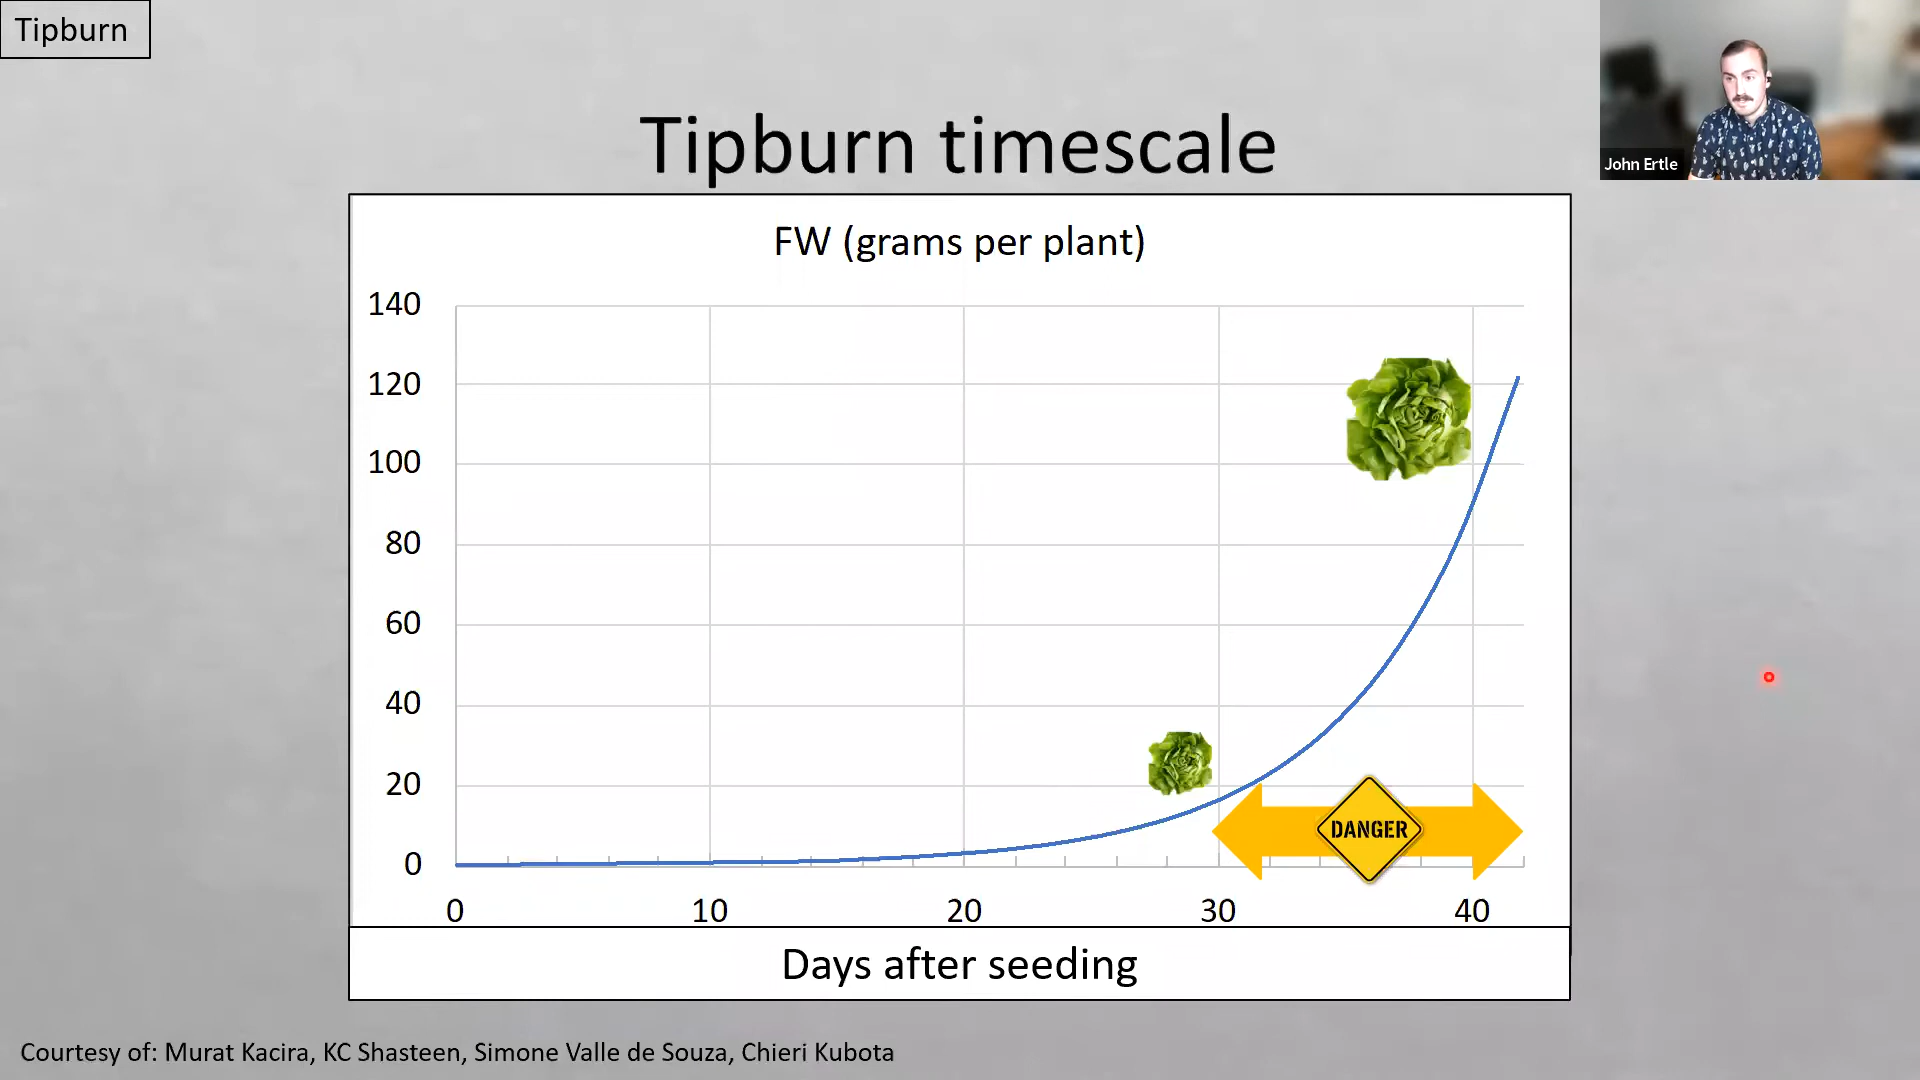 Tipburn
John Ertle
Tipburn timescale
FW (grams per plant)
140
120
100
80
60
40
20
0
DANGER
0 10 20 30 40
Days after seeding
Courtesy of: Murat Kacira, KC Shasteen, Simone Valle de Souza, Chieri Kubota